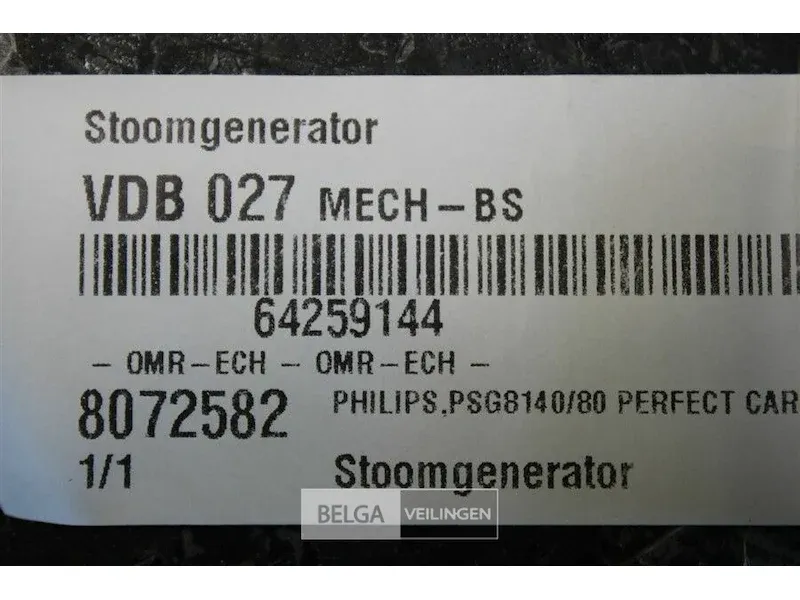 Stoomgenerator
VDB 027 MECH-BS
64259144
- OMR-ECH - OMR-ECH -
8072582 PHILIPS,PSG8140/80 PERFECT CAR
1/1 Stoomgenerator
BELGA VEILINGEN